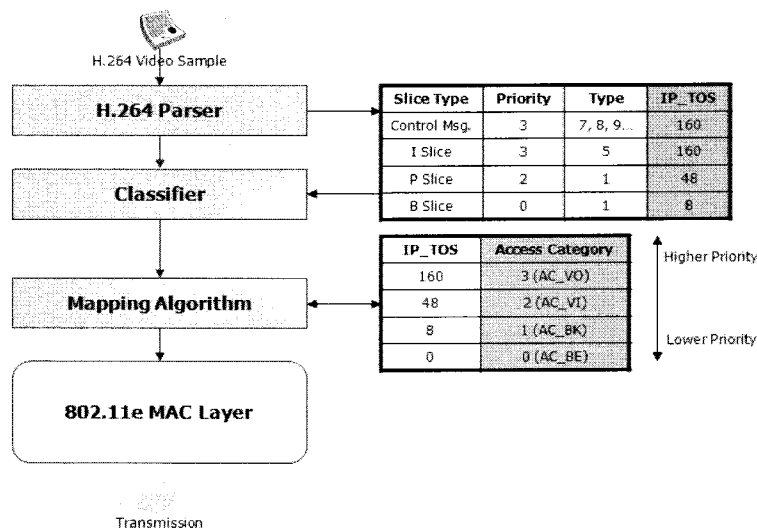 H.264 Video Sample
H.264 Parser
Slice Type Priority Type IP_TOS
Control Msg. 3 7, 8, 9... 160
I Slice 3 5 160
P Slice 2 1 48
B Slice 0 1 8
Classifier
IP_TOS Access Category
160 3 (AC_VO)
48 2 (AC_VI)
8 1 (AC_BK)
0 0 (AC_BE)
Higher Priority
Lower Priority
Mapping Algorithm
802.11e MAC Layer
Transmission